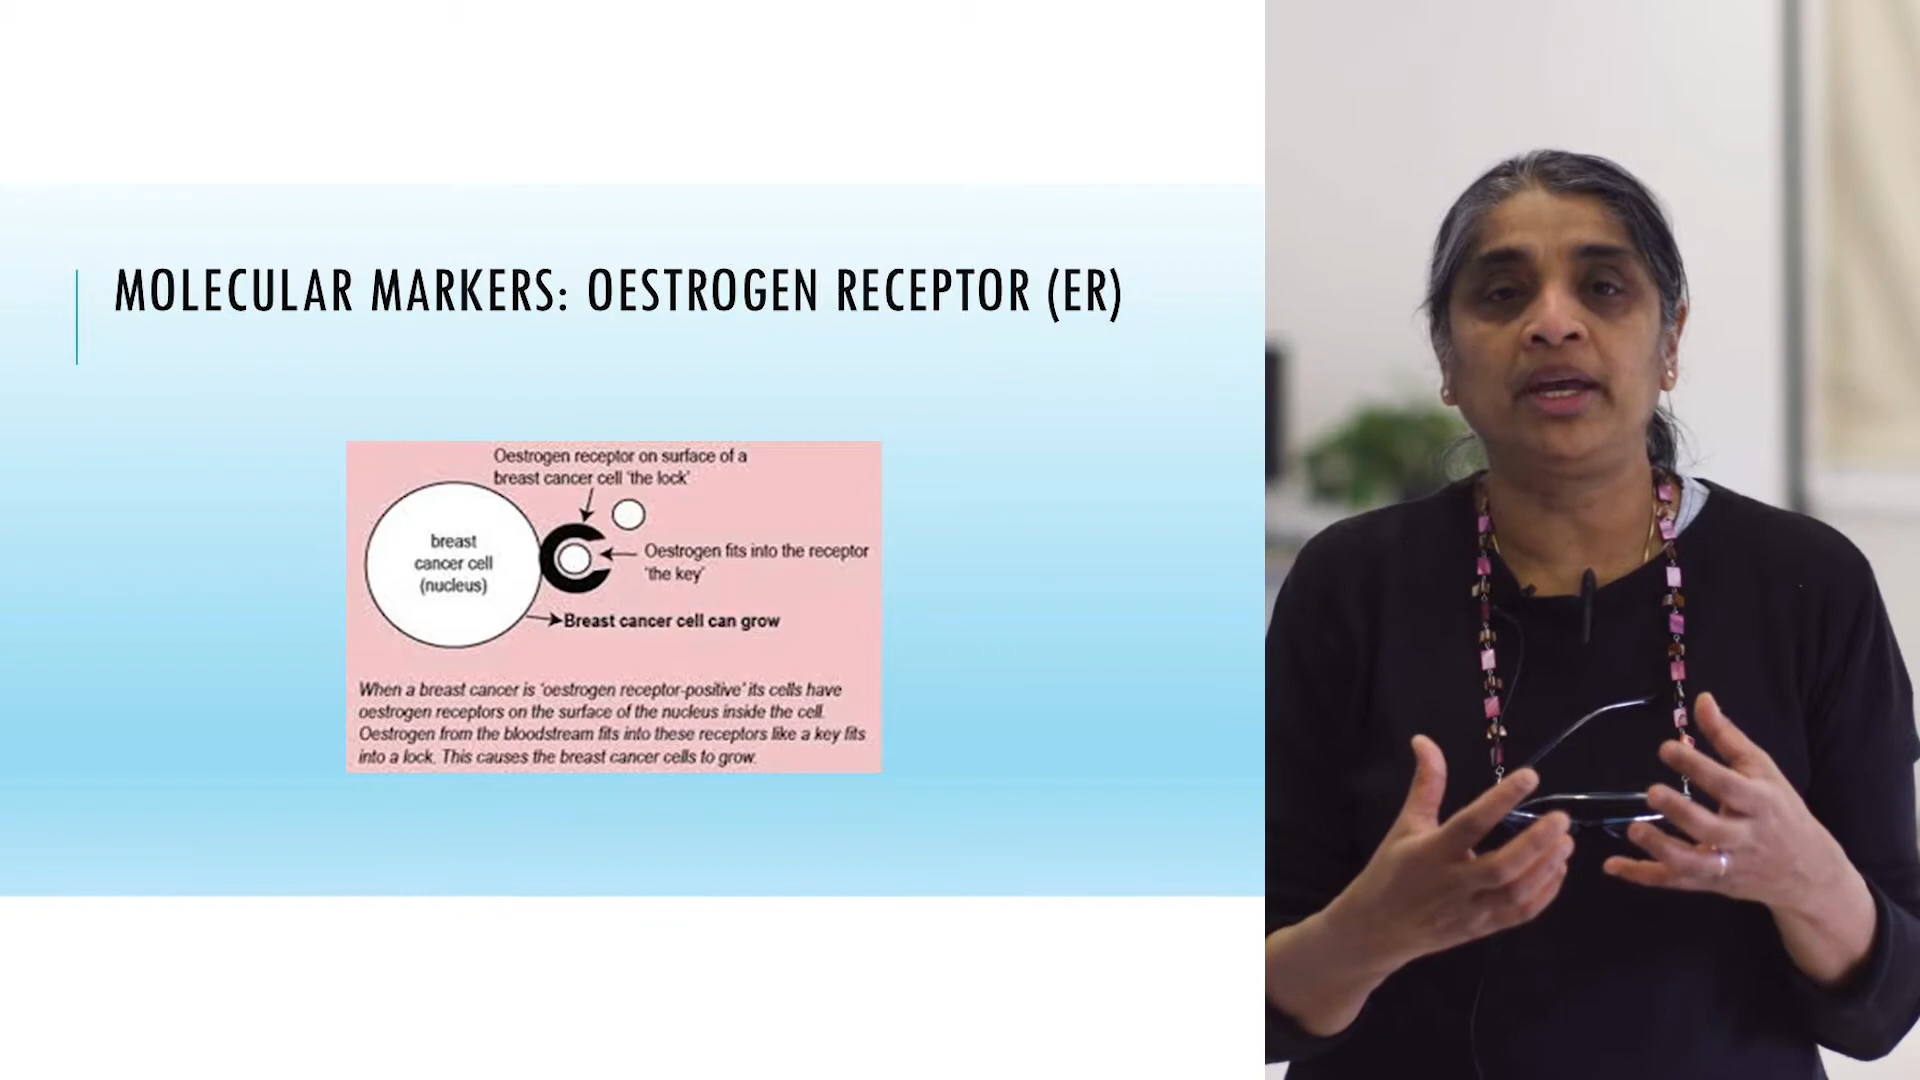 MOLECULAR MARKERS: OESTROGEN RECEPTOR (ER)
Oestrogen receptor on surface of a
breast cancer cell 'the lock'
breast
cancer cell
(nucleus)
Oestrogen fits into the receptor
'the key'
Breast cancer cell can grow
When a breast cancer is 'oestrogen receptor-positive' its cells have
oestrogen receptors on the surface of the nucleus inside the cell.
Oestrogen from the bloodstream fits into these receptors like a key fits
into a lock. This causes the breast cancer cells to grow.